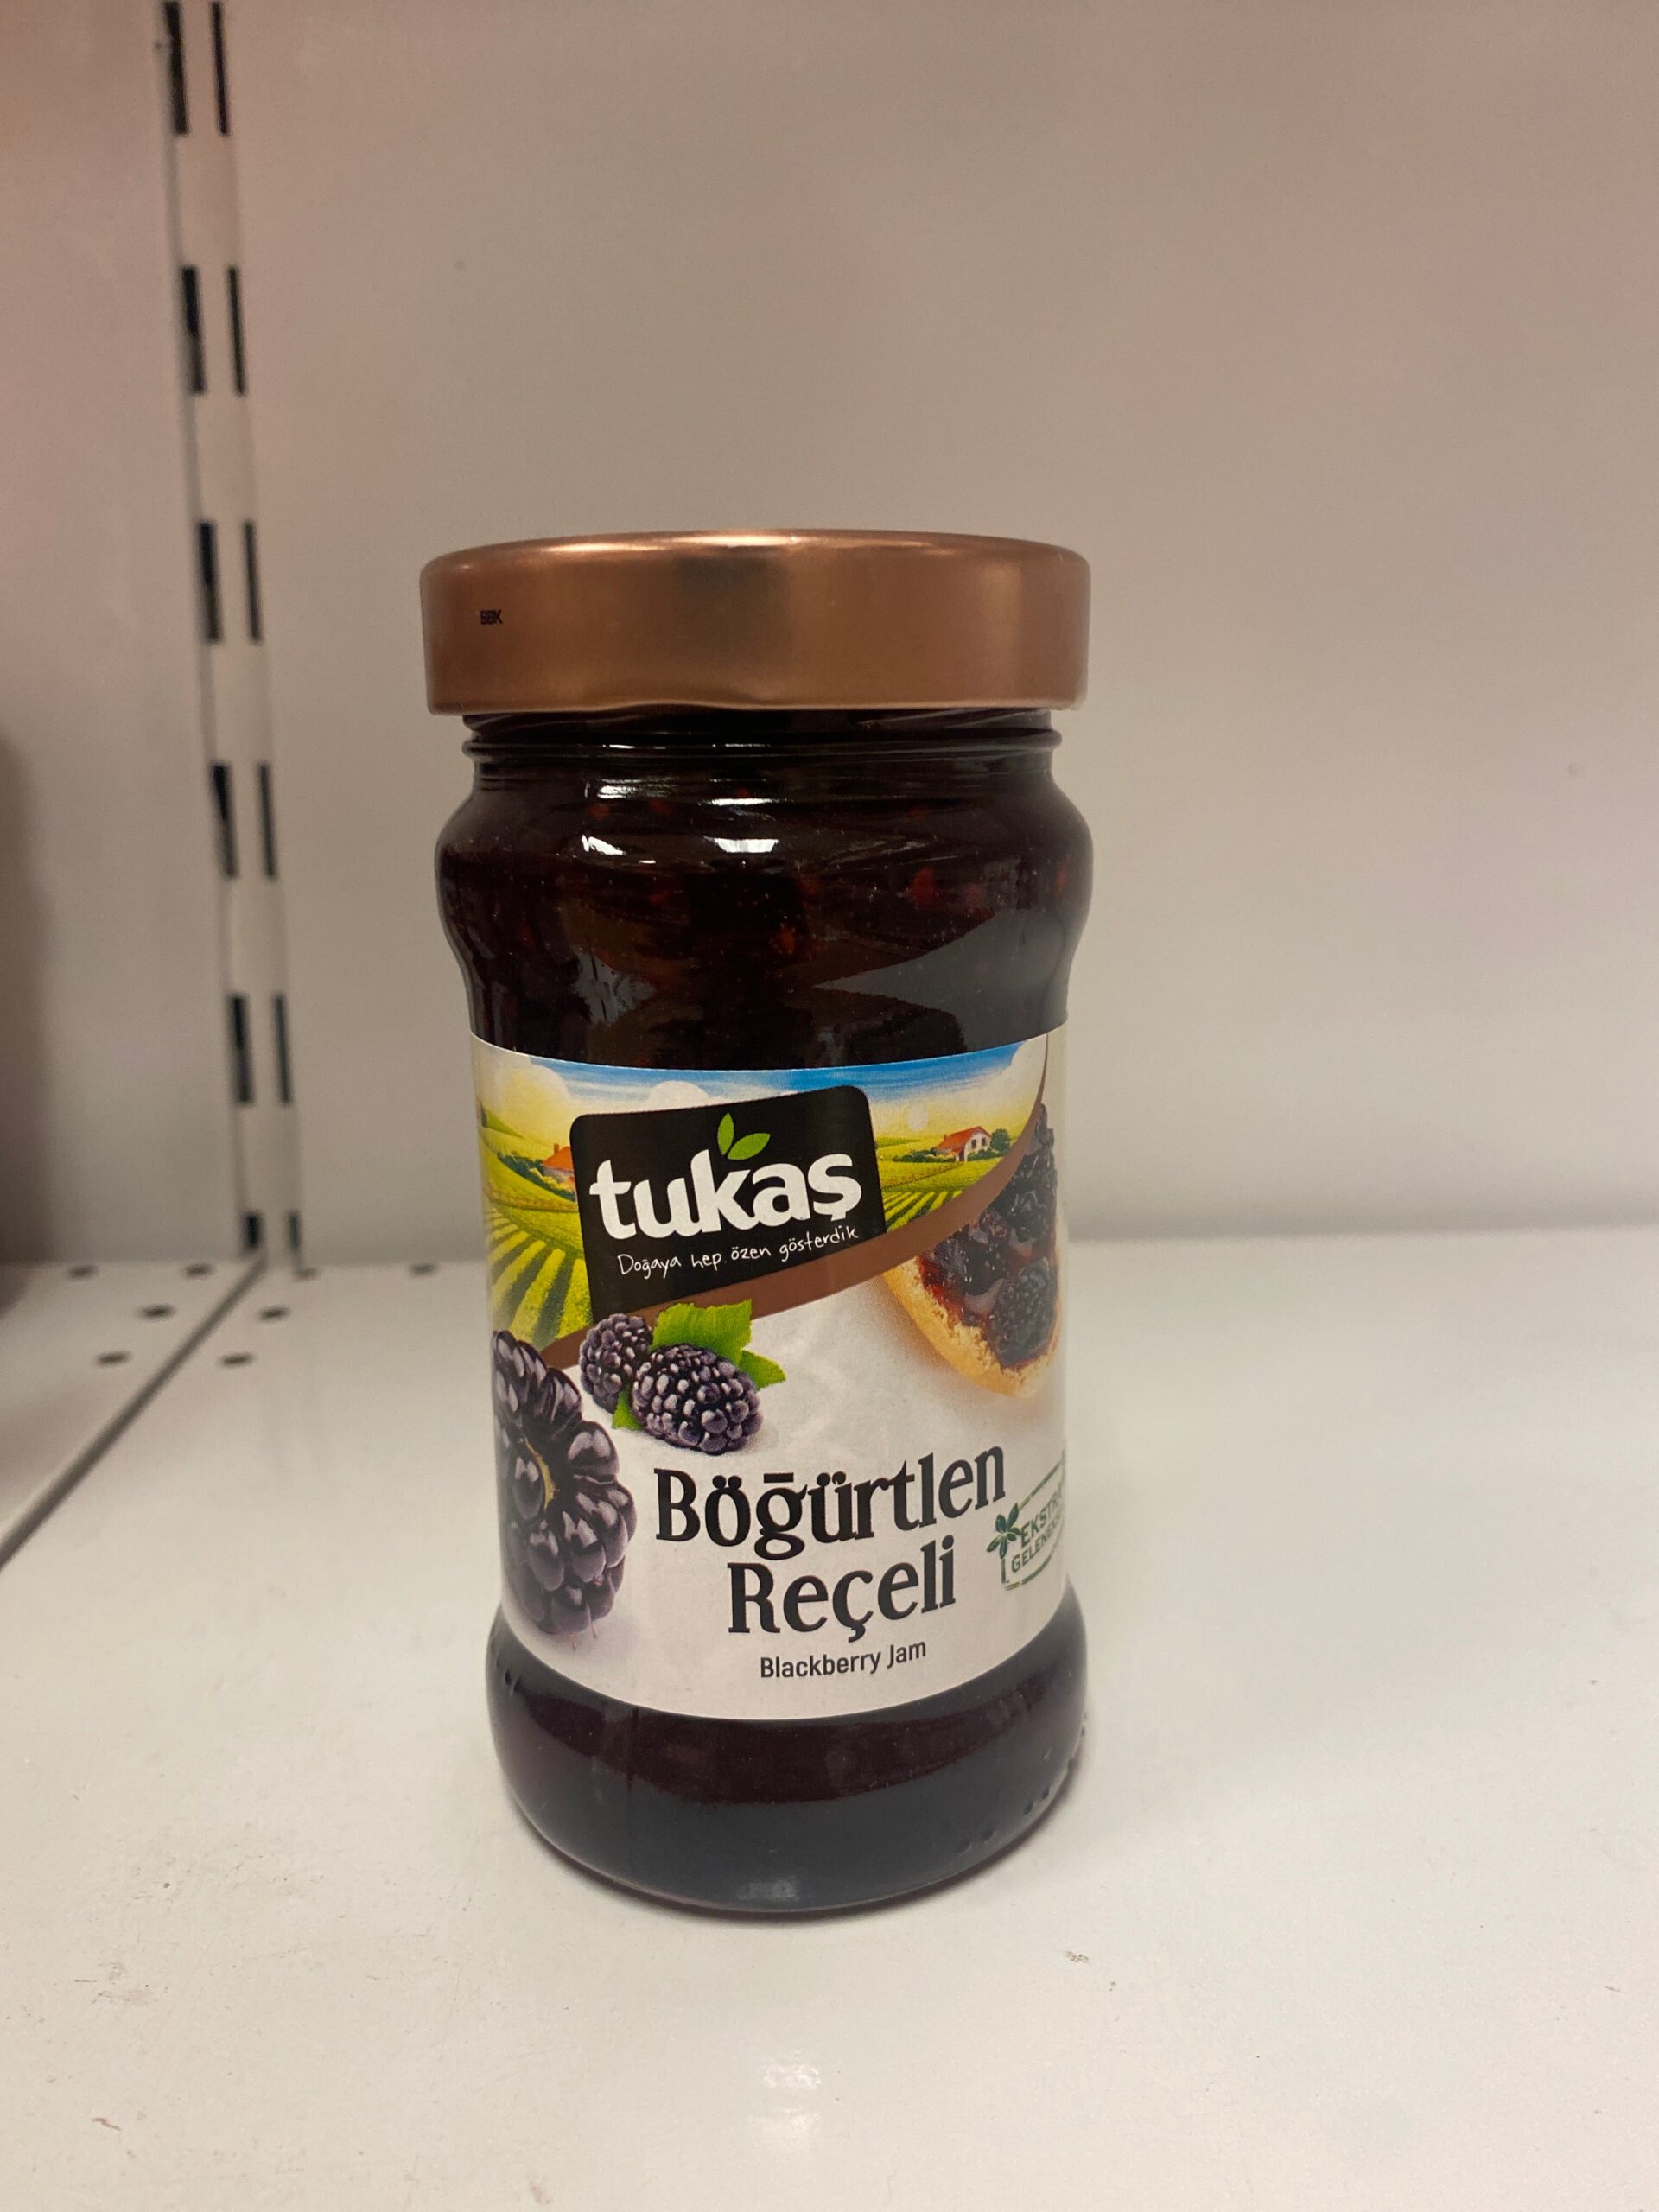 tukaş
Doğaya hep özen gösterdik
Böğürtlen
Reçeli
Blackberry Jam